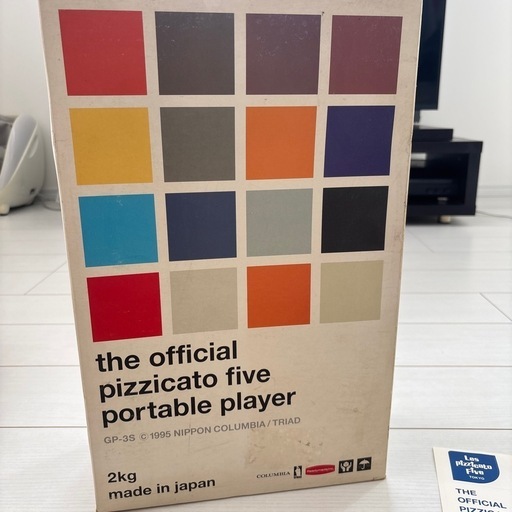 the official
pizzicato five
portable player
GP-3S © 1995 NIPPON COLUMBIA / TRIAD
2kg
made in japan
COLUMBIA
Les
pizzicato
five
TOKYO
THE
OFFICIAL